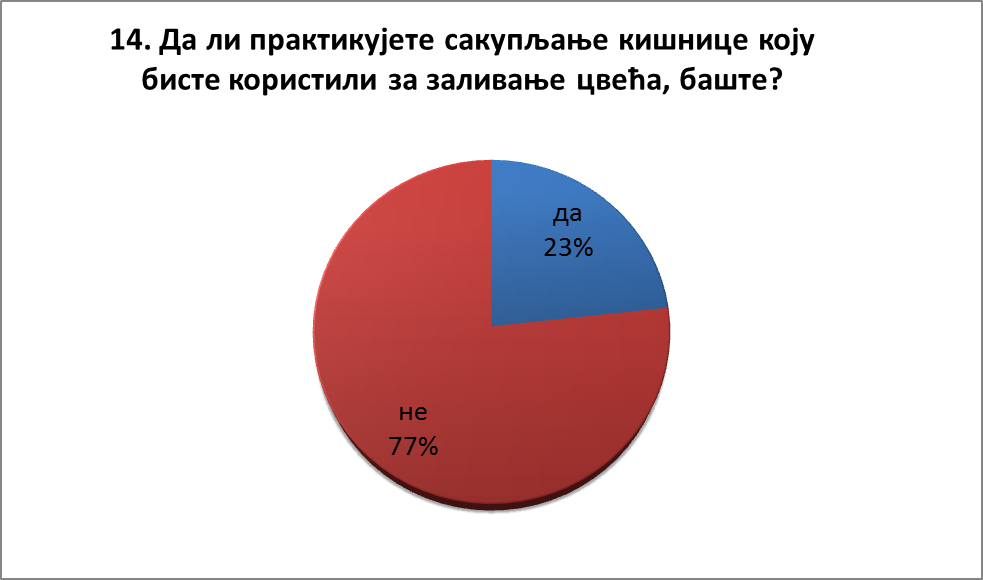 14. Да ли практикујете сакупљање кишнице коју
бисте користили за заливање цвећа, баште?
да
23%
не
77%